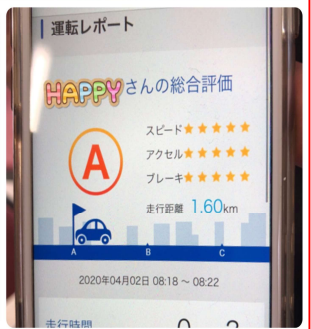 運転レポート
HAPPYさんの総合評価
A
スピード★★★★★
アクセル★★★★★
ブレーキ★★★★★
走行距離 1.60km
A B C
2020年04月02日 08:18 ~ 08:22
走行時間